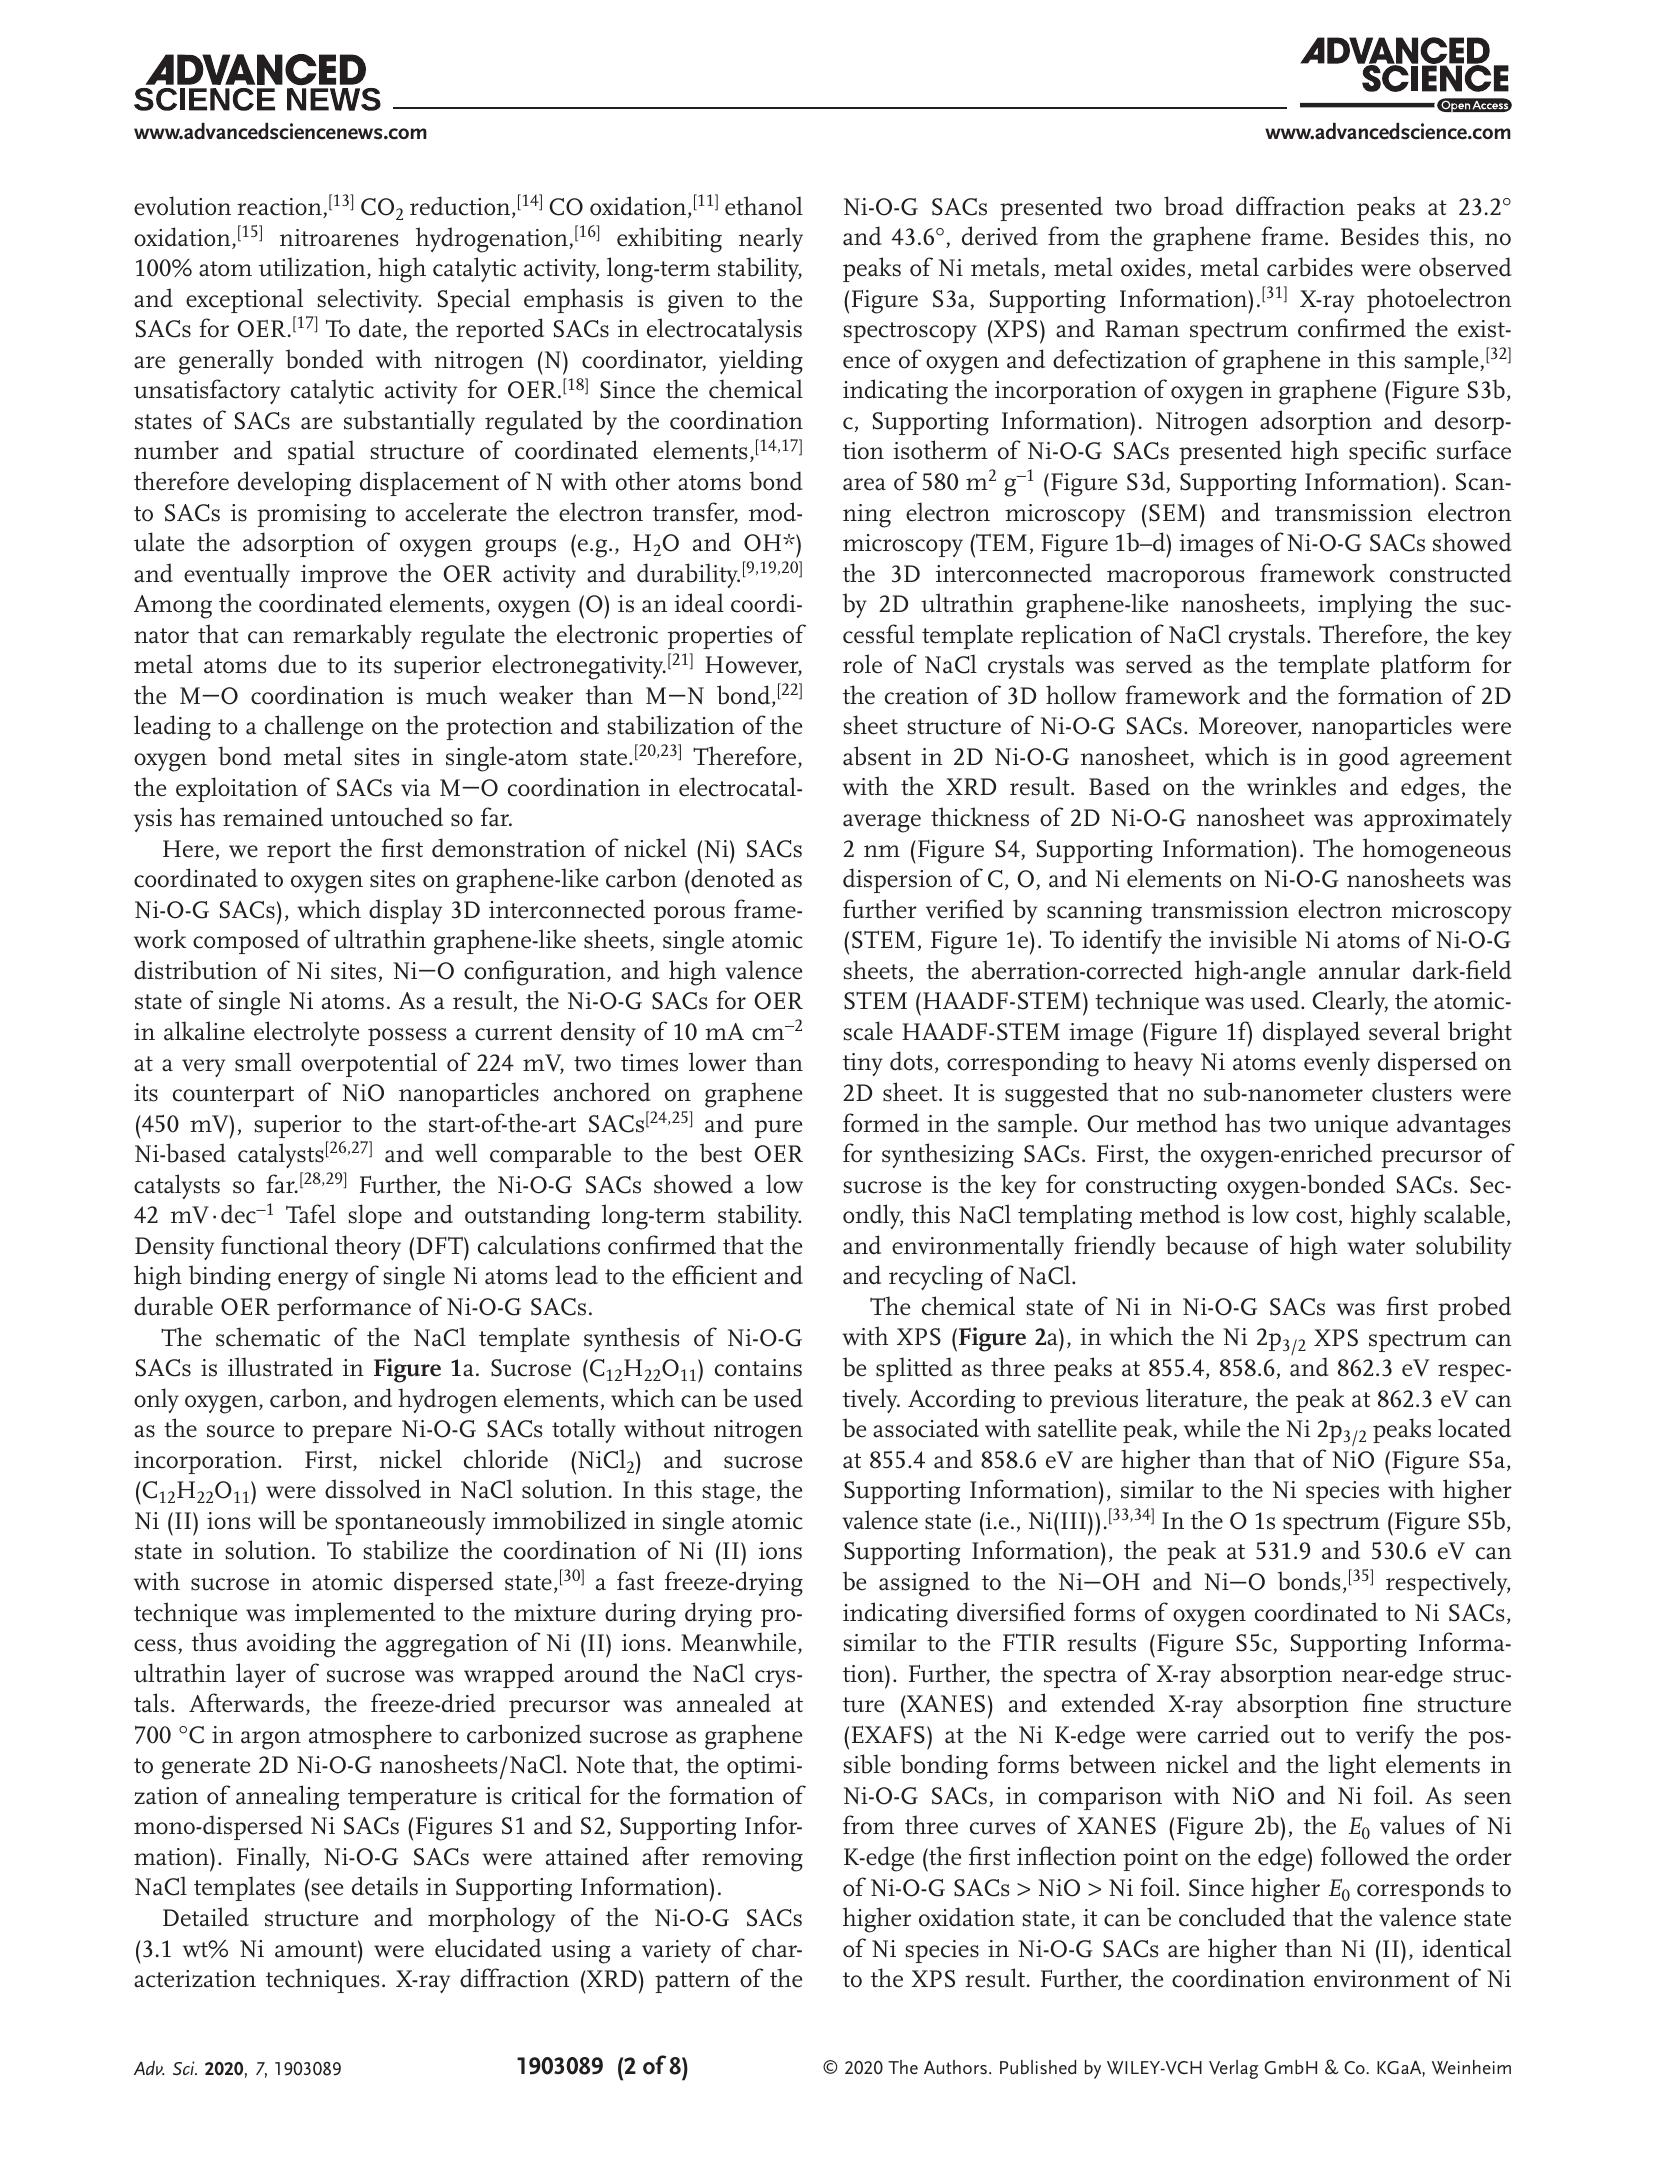 ADVANCED
SCIENCE NEWS
www.advancedsciencenews.com
ADVANCED
SCIENCE
Open Access
www.advancedscience.com
evolution reaction,[13] CO2 reduction,[14] CO oxidation,[11] ethanol
oxidation,[15] nitroarenes hydrogenation,[16] exhibiting nearly
100% atom utilization, high catalytic activity, long-term stability,
and exceptional selectivity. Special emphasis is given to the
SACs for OER.[17] To date, the reported SACs in electrocatalysis
are generally bonded with nitrogen (N) coordinator, yielding
unsatisfactory catalytic activity for OER.[18] Since the chemical
states of SACs are substantially regulated by the coordination
number and spatial structure of coordinated elements,[14,17]
therefore developing displacement of N with other atoms bond
to SACs is promising to accelerate the electron transfer, mod-
ulate the adsorption of oxygen groups (e.g., H2O and OH*)
and eventually improve the OER activity and durability.[9,19,20]
Among the coordinated elements, oxygen (O) is an ideal coordi-
nator that can remarkably regulate the electronic properties of
metal atoms due to its superior electronegativity.[21] However,
the M−O coordination is much weaker than M−N bond,[22]
leading to a challenge on the protection and stabilization of the
oxygen bond metal sites in single-atom state.[20,23] Therefore,
the exploitation of SACs via M−O coordination in electrocatal-
ysis has remained untouched so far.
Here, we report the first demonstration of nickel (Ni) SACs
coordinated to oxygen sites on graphene-like carbon (denoted as
Ni-O-G SACs), which display 3D interconnected porous frame-
work composed of ultrathin graphene-like sheets, single atomic
distribution of Ni sites, Ni−O configuration, and high valence
state of single Ni atoms. As a result, the Ni-O-G SACs for OER
in alkaline electrolyte possess a current density of 10 mA cm−2
at a very small overpotential of 224 mV, two times lower than
its counterpart of NiO nanoparticles anchored on graphene
(450 mV), superior to the start-of-the-art SACs[24,25] and pure
Ni-based catalysts[26,27] and well comparable to the best OER
catalysts so far.[28,29] Further, the Ni-O-G SACs showed a low
42 mV·dec−1 Tafel slope and outstanding long-term stability.
Density functional theory (DFT) calculations confirmed that the
high binding energy of single Ni atoms lead to the efficient and
durable OER performance of Ni-O-G SACs.
The schematic of the NaCl template synthesis of Ni-O-G
SACs is illustrated in Figure 1a. Sucrose (C12H22O11) contains
only oxygen, carbon, and hydrogen elements, which can be used
as the source to prepare Ni-O-G SACs totally without nitrogen
incorporation. First, nickel chloride (NiCl2) and sucrose
(C12H22O11) were dissolved in NaCl solution. In this stage, the
Ni (II) ions will be spontaneously immobilized in single atomic
state in solution. To stabilize the coordination of Ni (II) ions
with sucrose in atomic dispersed state,[30] a fast freeze-drying
technique was implemented to the mixture during drying pro-
cess, thus avoiding the aggregation of Ni (II) ions. Meanwhile,
ultrathin layer of sucrose was wrapped around the NaCl crys-
tals. Afterwards, the freeze-dried precursor was annealed at
700 °C in argon atmosphere to carbonized sucrose as graphene
to generate 2D Ni-O-G nanosheets/NaCl. Note that, the optimi-
zation of annealing temperature is critical for the formation of
mono-dispersed Ni SACs (Figures S1 and S2, Supporting Infor-
mation). Finally, Ni-O-G SACs were attained after removing
NaCl templates (see details in Supporting Information).
Detailed structure and morphology of the Ni-O-G SACs
(3.1 wt% Ni amount) were elucidated using a variety of char-
acterization techniques. X-ray diffraction (XRD) pattern of the
Ni-O-G SACs presented two broad diffraction peaks at 23.2°
and 43.6°, derived from the graphene frame. Besides this, no
peaks of Ni metals, metal oxides, metal carbides were observed
(Figure S3a, Supporting Information).[31] X-ray photoelectron
spectroscopy (XPS) and Raman spectrum confirmed the exist-
ence of oxygen and defectization of graphene in this sample,[32]
indicating the incorporation of oxygen in graphene (Figure S3b,
c, Supporting Information). Nitrogen adsorption and desorp-
tion isotherm of Ni-O-G SACs presented high specific surface
area of 580 m2 g−1 (Figure S3d, Supporting Information). Scan-
ning electron microscopy (SEM) and transmission electron
microscopy (TEM, Figure 1b–d) images of Ni-O-G SACs showed
the 3D interconnected macroporous framework constructed
by 2D ultrathin graphene-like nanosheets, implying the suc-
cessful template replication of NaCl crystals. Therefore, the key
role of NaCl crystals was served as the template platform for
the creation of 3D hollow framework and the formation of 2D
sheet structure of Ni-O-G SACs. Moreover, nanoparticles were
absent in 2D Ni-O-G nanosheet, which is in good agreement
with the XRD result. Based on the wrinkles and edges, the
average thickness of 2D Ni-O-G nanosheet was approximately
2 nm (Figure S4, Supporting Information). The homogeneous
dispersion of C, O, and Ni elements on Ni-O-G nanosheets was
further verified by scanning transmission electron microscopy
(STEM, Figure 1e). To identify the invisible Ni atoms of Ni-O-G
sheets, the aberration-corrected high-angle annular dark-field
STEM (HAADF-STEM) technique was used. Clearly, the atomic-
scale HAADF-STEM image (Figure 1f) displayed several bright
tiny dots, corresponding to heavy Ni atoms evenly dispersed on
2D sheet. It is suggested that no sub-nanometer clusters were
formed in the sample. Our method has two unique advantages
for synthesizing SACs. First, the oxygen-enriched precursor of
sucrose is the key for constructing oxygen-bonded SACs. Sec-
ondly, this NaCl templating method is low cost, highly scalable,
and environmentally friendly because of high water solubility
and recycling of NaCl.
The chemical state of Ni in Ni-O-G SACs was first probed
with XPS (Figure 2a), in which the Ni 2p3/2 XPS spectrum can
be splitted as three peaks at 855.4, 858.6, and 862.3 eV respec-
tively. According to previous literature, the peak at 862.3 eV can
be associated with satellite peak, while the Ni 2p3/2 peaks located
at 855.4 and 858.6 eV are higher than that of NiO (Figure S5a,
Supporting Information), similar to the Ni species with higher
valence state (i.e., Ni(III)).[33,34] In the O 1s spectrum (Figure S5b,
Supporting Information), the peak at 531.9 and 530.6 eV can
be assigned to the Ni−OH and Ni−O bonds,[35] respectively,
indicating diversified forms of oxygen coordinated to Ni SACs,
similar to the FTIR results (Figure S5c, Supporting Informa-
tion). Further, the spectra of X-ray absorption near-edge struc-
ture (XANES) and extended X-ray absorption fine structure
(EXAFS) at the Ni K-edge were carried out to verify the pos-
sible bonding forms between nickel and the light elements in
Ni-O-G SACs, in comparison with NiO and Ni foil. As seen
from three curves of XANES (Figure 2b), the E0 values of Ni
K-edge (the first inflection point on the edge) followed the order
of Ni-O-G SACs > NiO > Ni foil. Since higher E0 corresponds to
higher oxidation state, it can be concluded that the valence state
of Ni species in Ni-O-G SACs are higher than Ni (II), identical
to the XPS result. Further, the coordination environment of Ni
Adv. Sci. 2020, 7, 1903089
1903089 (2 of 8)
© 2020 The Authors. Published by WILEY-VCH Verlag GmbH & Co. KGaA, Weinheim